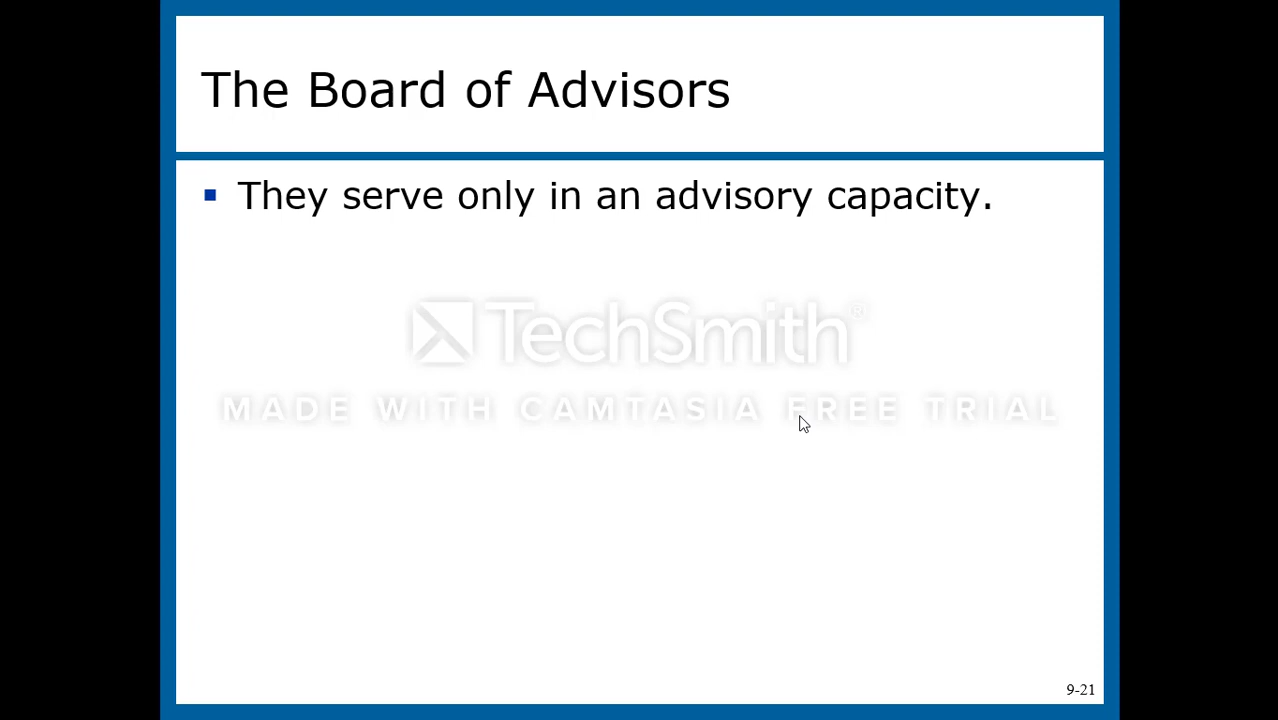 The Board of Advisors
▪ They serve only in an advisory capacity.
TechSmith®
MADE WITH CAMTASIA FREE TRIAL
9-21